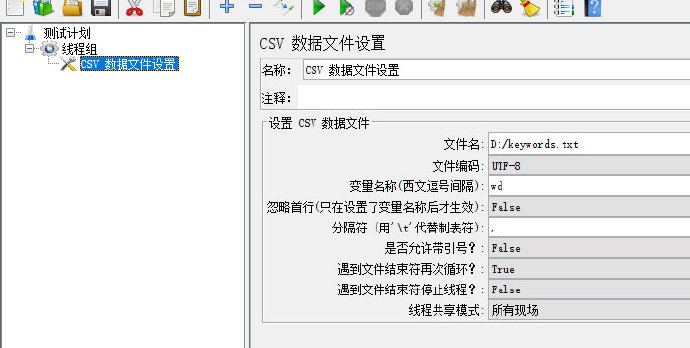 测试计划
线程组
CSV 数据文件设置
CSV 数据文件设置
名称: CSV 数据文件设置
注释:
设置 CSV 数据文件
文件名: D:/keywords.txt
文件编码: UTF-8
变量名称(西文逗号间隔): wd
忽略首行(只在设置了变量名称后才生效): False
分隔符 (用'\t'代替制表符): ,
是否允许带引号?: False
遇到文件结束符再次循环?: True
遇到文件结束符停止线程?: False
线程共享模式: 所有现场